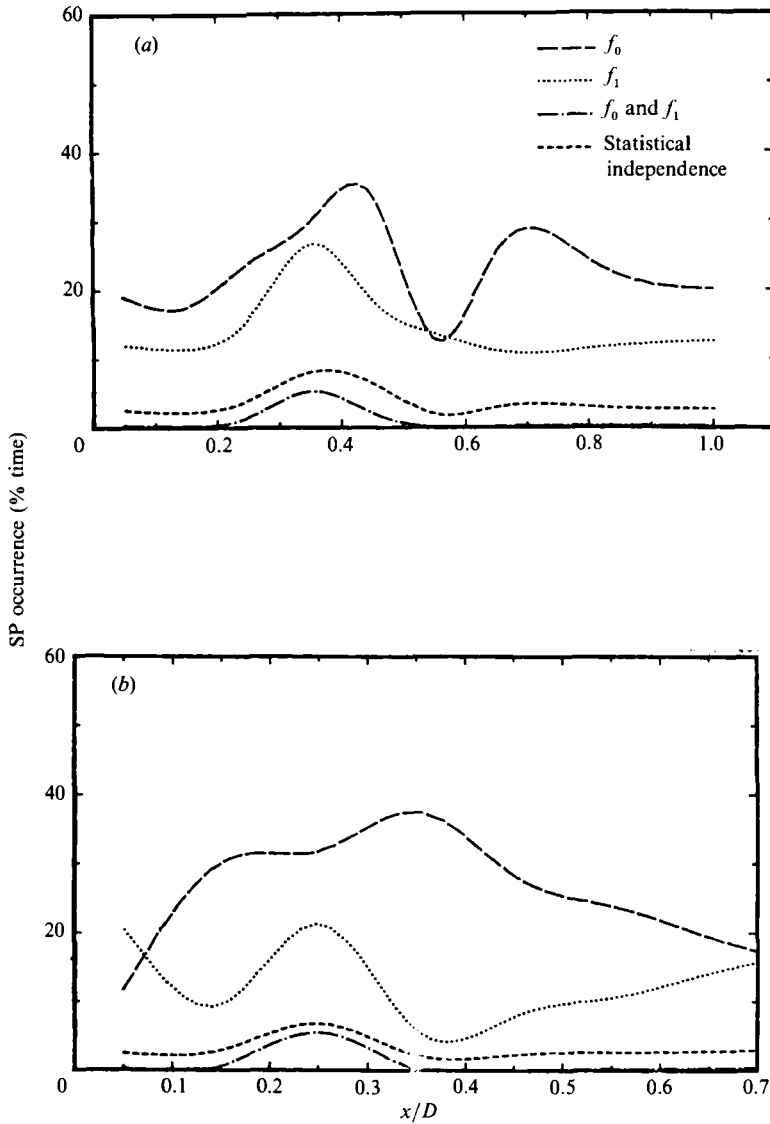 60
(a)
f₀
f₁
f₀ and f₁
Statistical
independence
40
20
0
0.2
0.4
0.6
0.8
1.0
SP occurrence (% time)
60
(b)
40
20
0
0.1
0.2
0.3
0.4
0.5
0.6
0.7
x/D